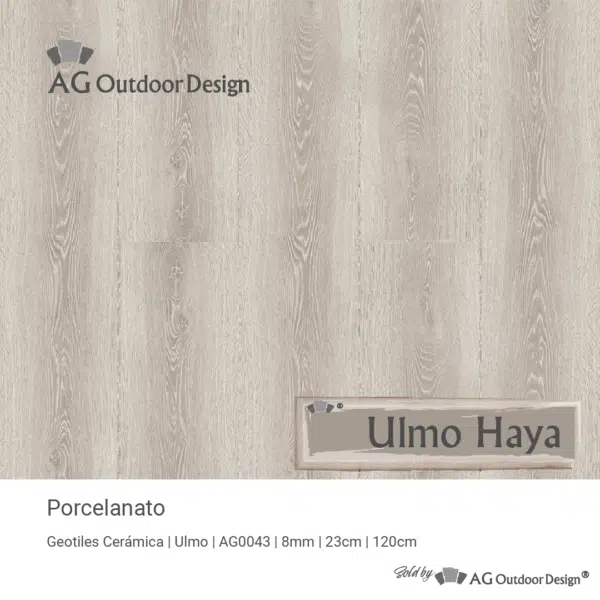 AG Outdoor Design
®
Ulmo Haya
Porcelanato
Geotiles Cerámica | Ulmo | AG0043 | 8mm | 23cm | 120cm
Sold by AG Outdoor Design®